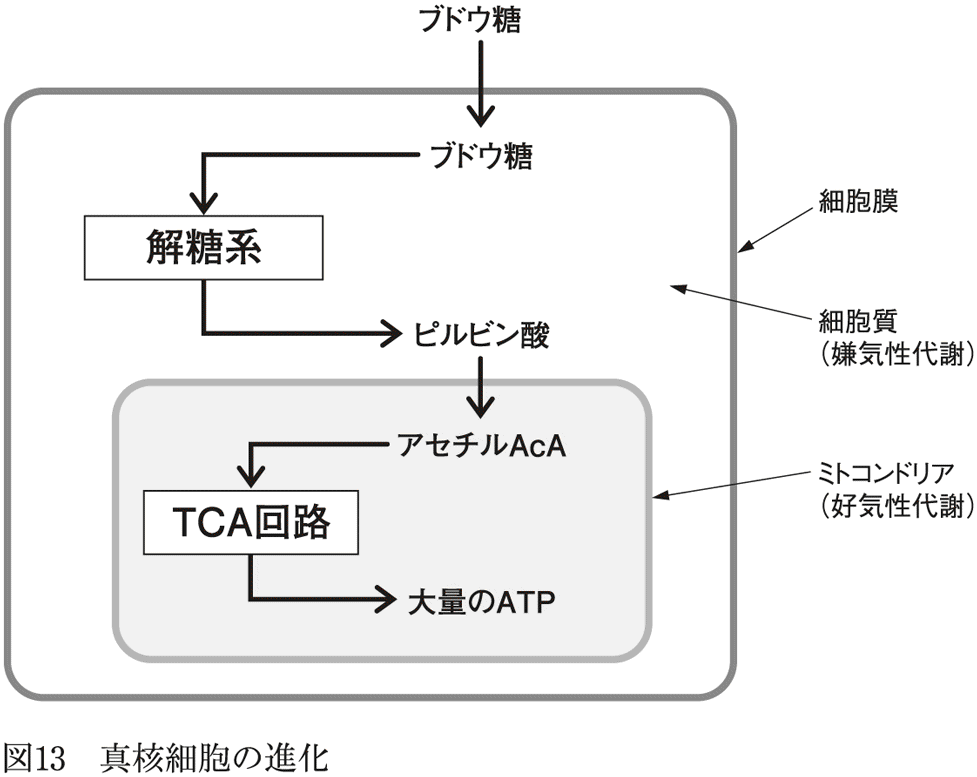 ブドウ糖
ブドウ糖
解糖系
ピルビン酸
アセチルAcA
TCA回路
大量のATP
細胞膜
細胞質
(嫌気性代謝)
ミトコンドリア
(好気性代謝)
図13 真核細胞の進化